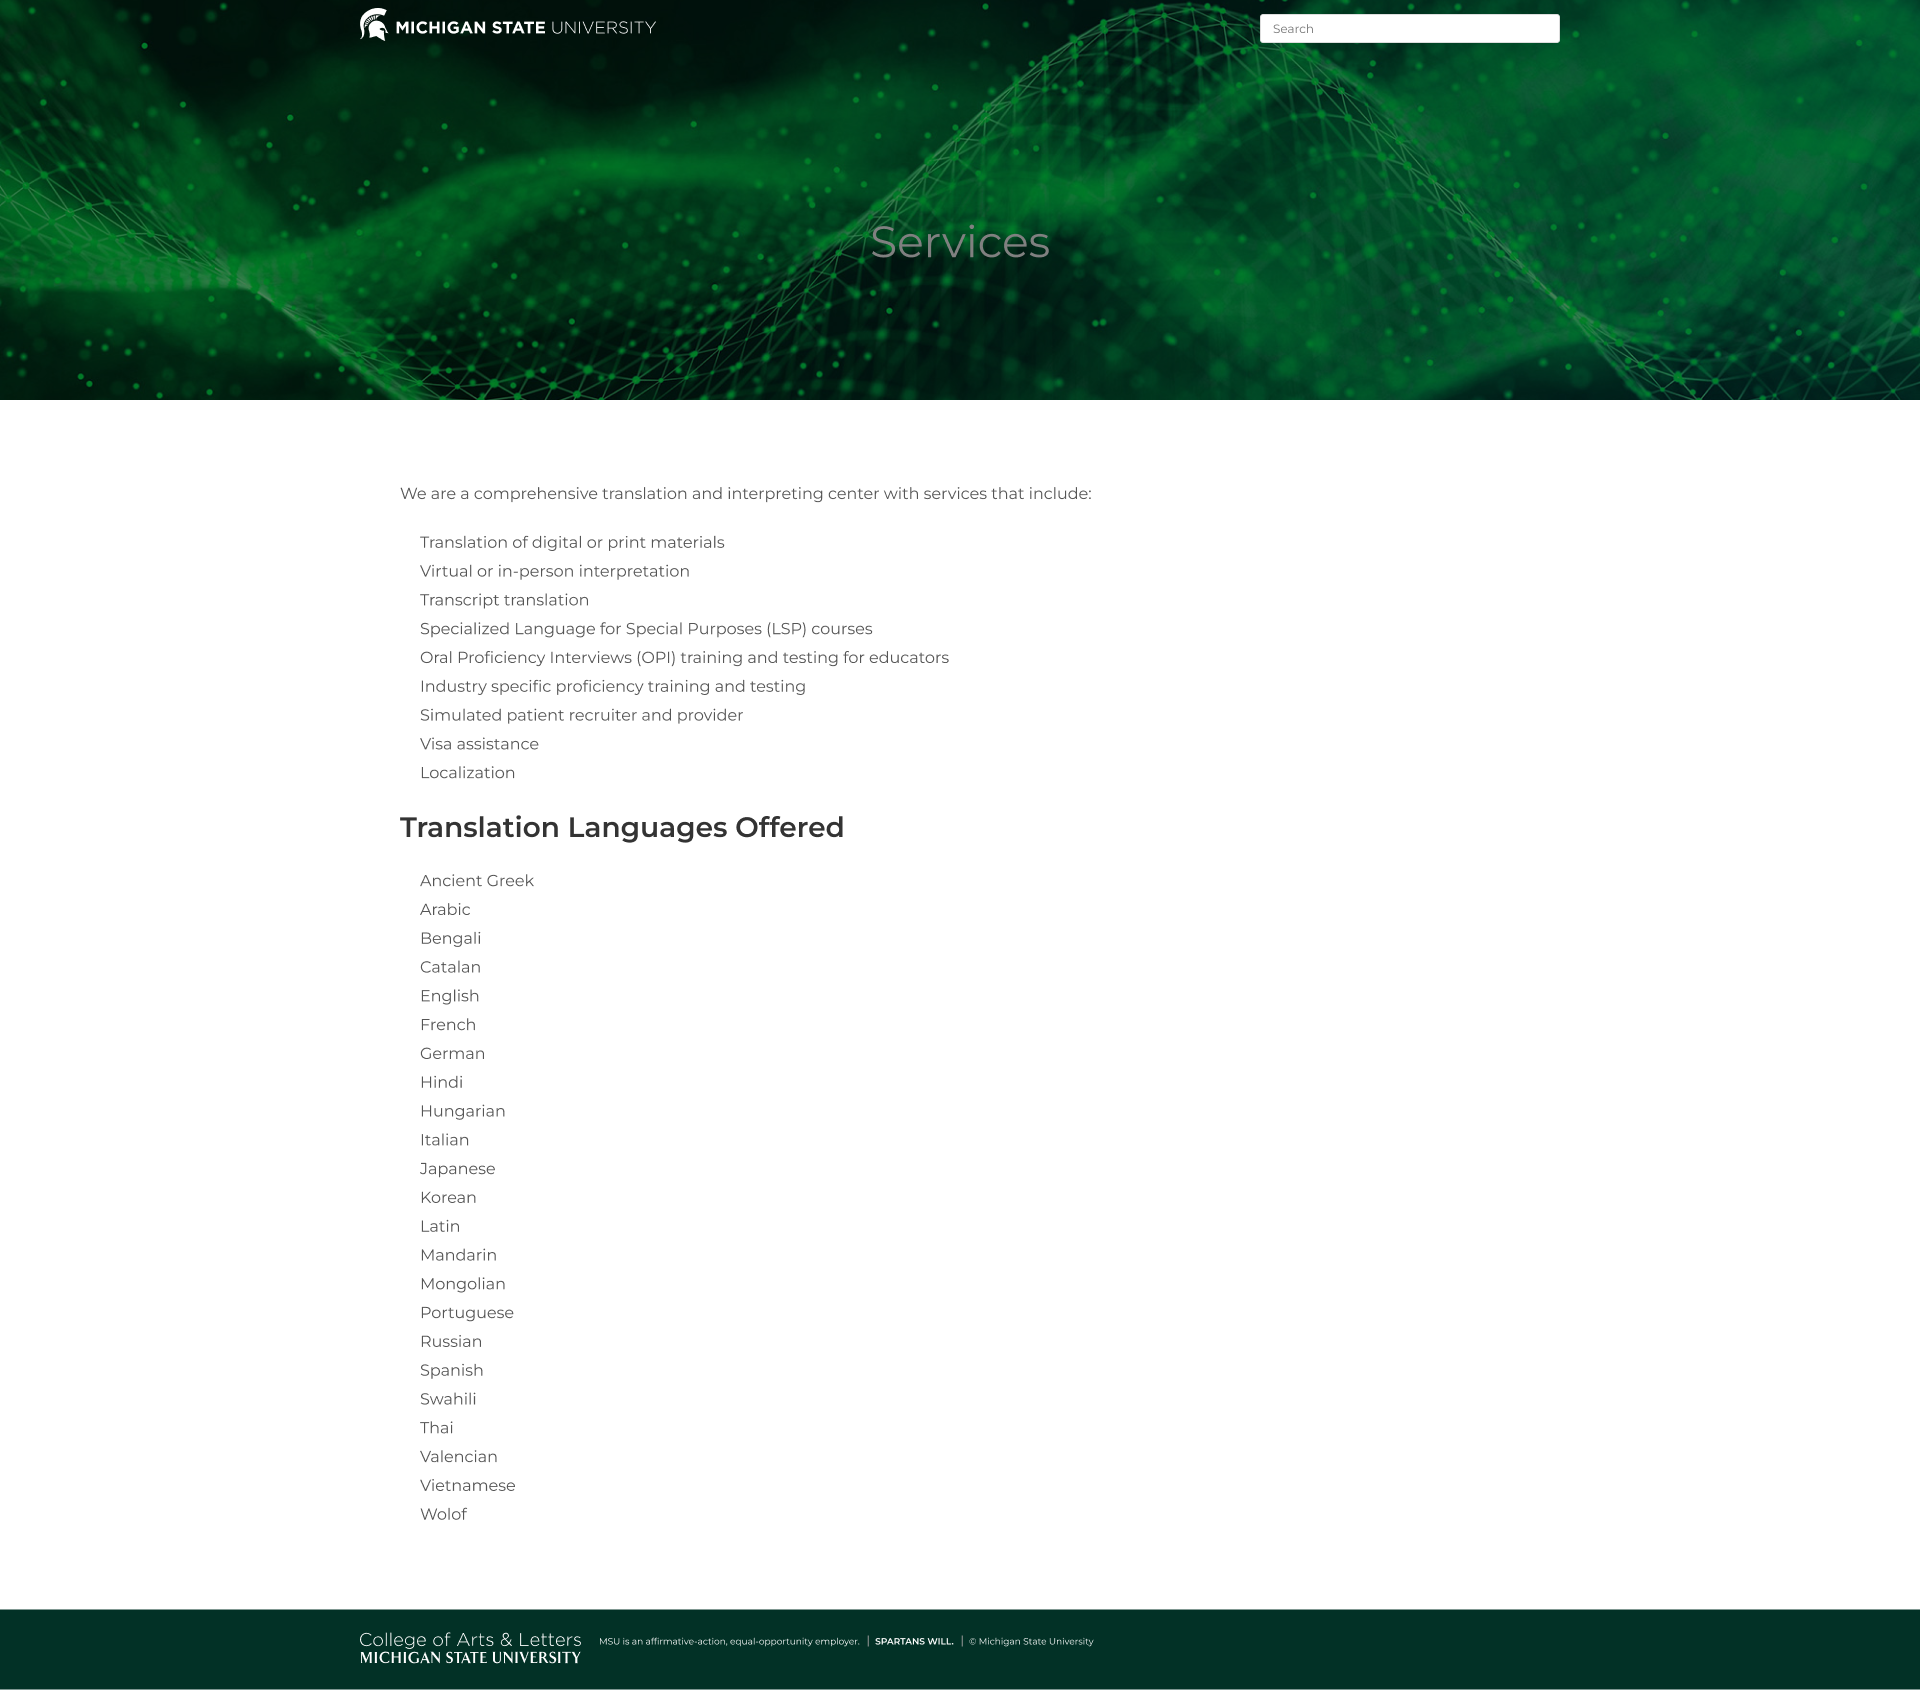 MICHIGAN STATE UNIVERSITY
Search
Services
We are a comprehensive translation and interpreting center with services that include:
Translation of digital or print materials
Virtual or in-person interpretation
Transcript translation
Specialized Language for Special Purposes (LSP) courses
Oral Proficiency Interviews (OPI) training and testing for educators
Industry specific proficiency training and testing
Simulated patient recruiter and provider
Visa assistance
Localization
Translation Languages Offered
Ancient Greek
Arabic
Bengali
Catalan
English
French
German
Hindi
Hungarian
Italian
Japanese
Korean
Latin
Mandarin
Mongolian
Portuguese
Russian
Spanish
Swahili
Thai
Valencian
Vietnamese
Wolof
College of Arts & Letters
MICHIGAN STATE UNIVERSITY
MSU is an affirmative-action, equal-opportunity employer. | SPARTANS WILL. | © Michigan State University